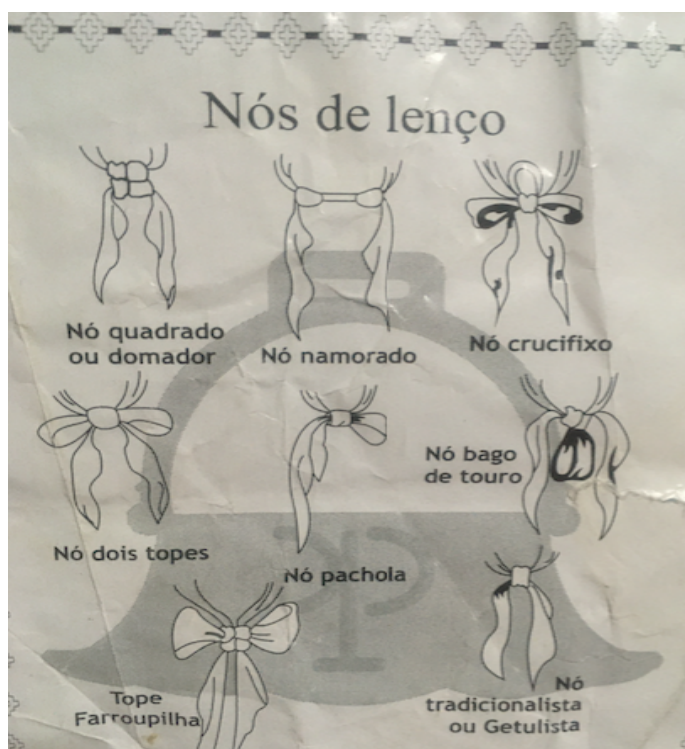 Nós de lenço
Nó quadrado
ou domador
Nó namorado
Nó crucifixo
Nó dois topes
Nó pachola
Nó bago
de touro
Tope
Farroupilha
Nó
tradicionalista
ou Getulista